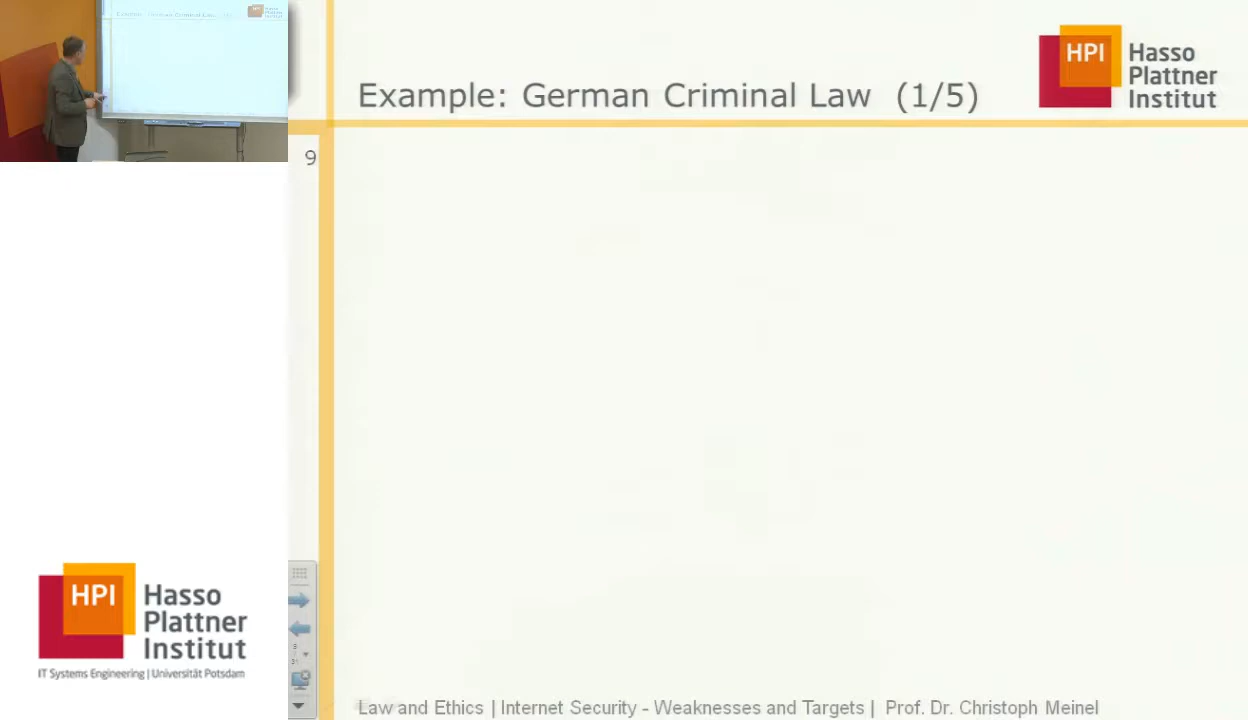 Example: German Criminal Law (1/5)
HPI
Hasso
Plattner
Institut
9
HPI
Hasso
Plattner
Institut
IT Systems Engineering | Universität Potsdam
Law and Ethics | Internet Security - Weaknesses and Targets | Prof. Dr. Christoph Meinel